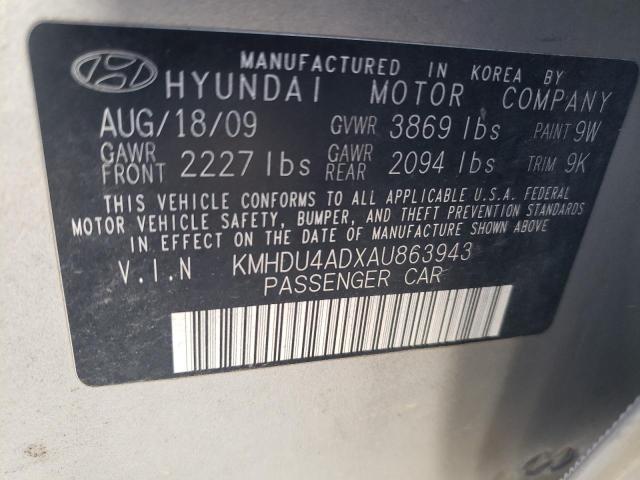 MANUFACTURED IN KOREA BY
HYUNDAI MOTOR COMPANY
AUG/18/09 GVWR 3869 lbs PAINT 9W
GAWR FRONT 2227 lbs GAWR REAR 2094 lbs TRIM 9K
THIS VEHICLE CONFORMS TO ALL APPLICABLE U.S.A. FEDERAL
MOTOR VEHICLE SAFETY, BUMPER, AND THEFT PREVENTION STANDARDS
IN EFFECT ON THE DATE OF MANUFACTURE SHOWN ABOVE.
V.I.N KMHDU4ADXAU863943
PASSENGER CAR